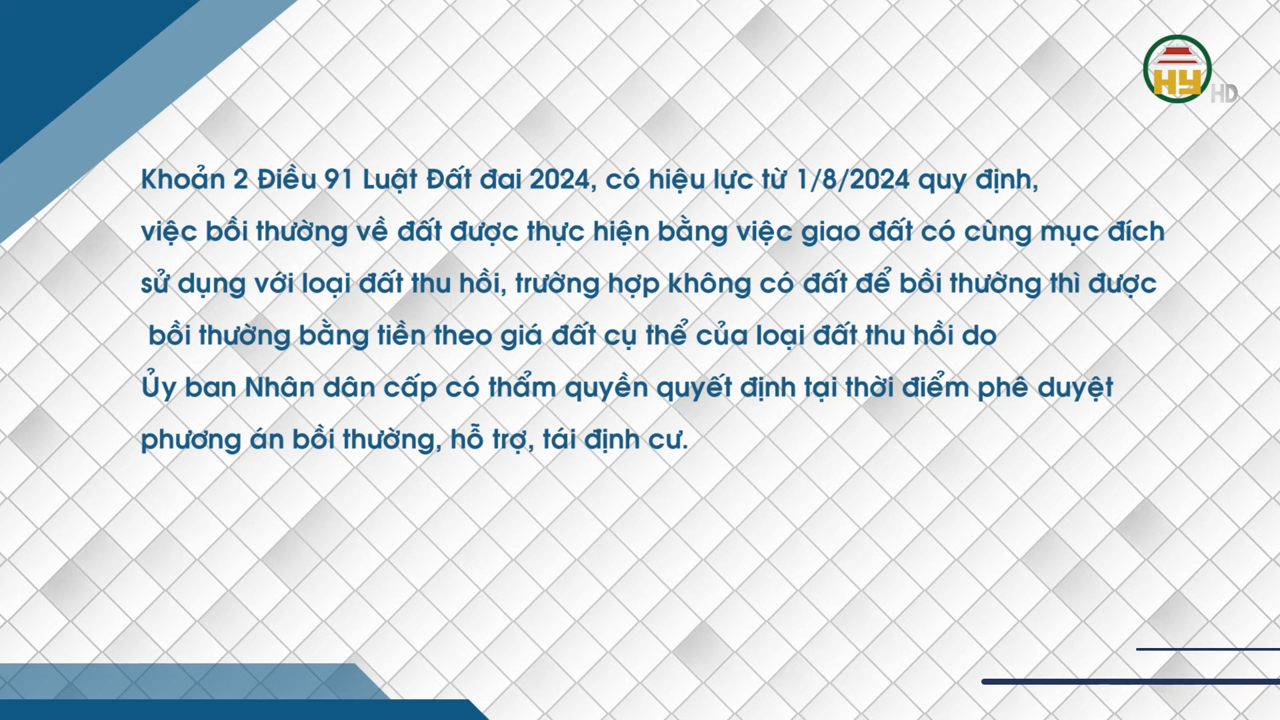 HY
HD
Khoản 2 Điều 91 Luật Đất đai 2024, có hiệu lực từ 1/8/2024 quy định,
việc bồi thường về đất được thực hiện bằng việc giao đất có cùng mục đích
sử dụng với loại đất thu hồi, trường hợp không có đất để bồi thường thì được
bồi thường bằng tiền theo giá đất cụ thể của loại đất thu hồi do
Ủy ban Nhân dân cấp có thẩm quyền quyết định tại thời điểm phê duyệt
phương án bồi thường, hỗ trợ, tái định cư.